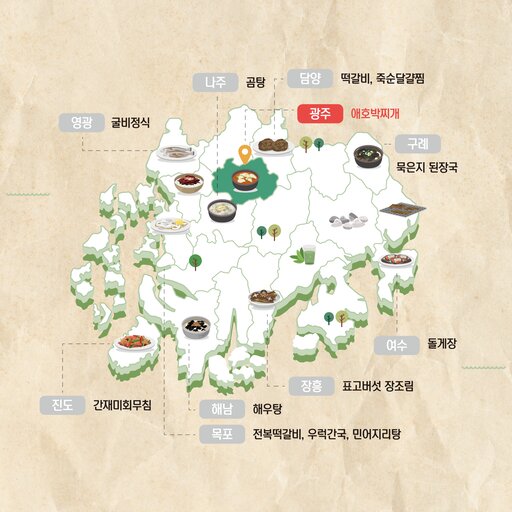 나주 곰탕
담양 떡갈비, 죽순달걀찜
광주 애호박찌개
영광 굴비정식
구례
묵은지 된장국
여수 돌게장
장흥 표고버섯 장조림
진도 간재미회무침
해남 해우탕
목포 전복떡갈비, 우럭간국, 민어지리탕